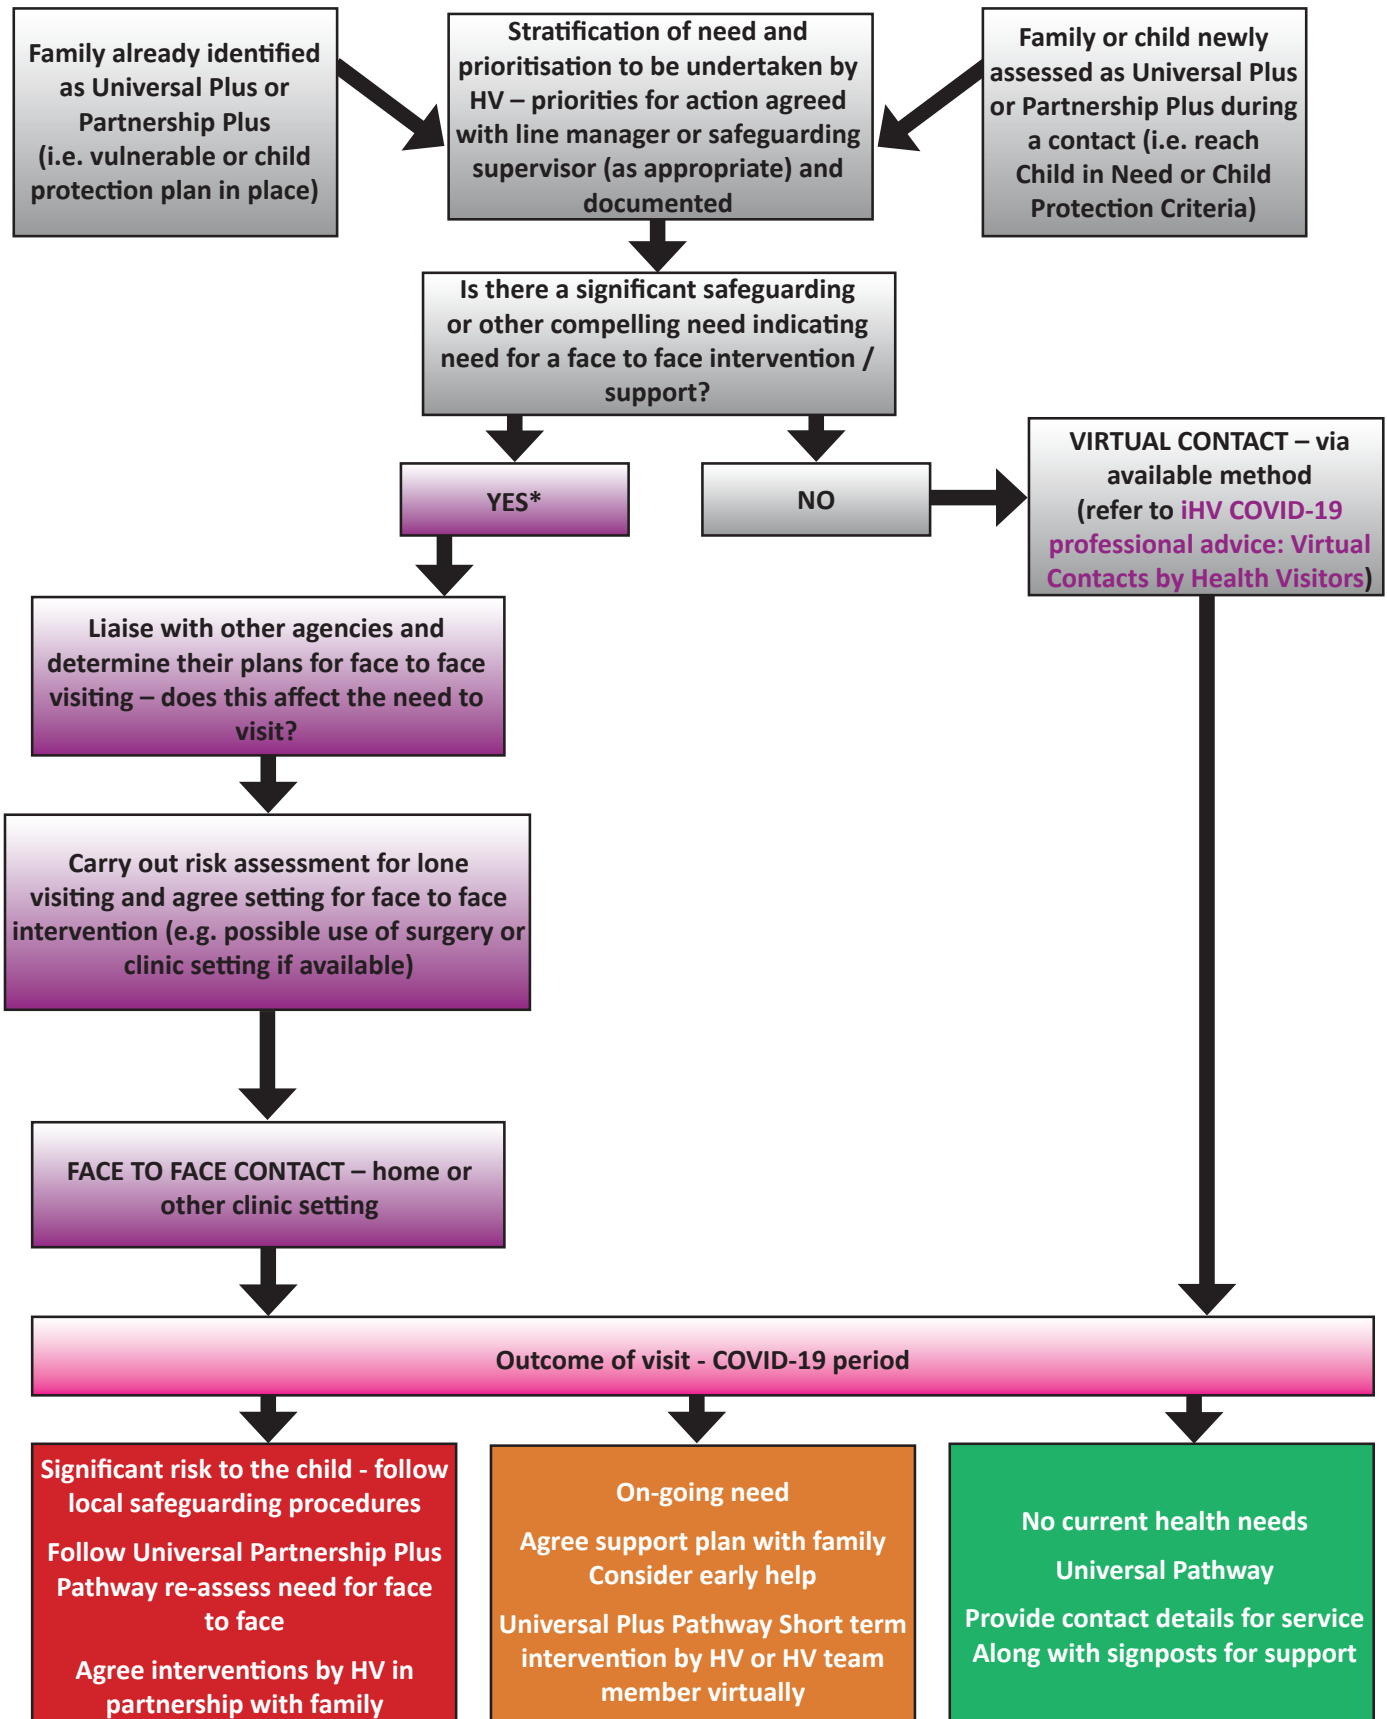 Family already identified
as Universal Plus or
Partnership Plus
(i.e. vulnerable or child
protection plan in place)
Stratification of need and
prioritisation to be undertaken by
HV – priorities for action agreed
with line manager or safeguarding
supervisor (as appropriate) and
documented
Family or child newly
assessed as Universal Plus
or Partnership Plus during
a contact (i.e. reach
Child in Need or Child
Protection Criteria)
Is there a significant safeguarding
or other compelling need indicating
need for a face to face intervention /
support?
YES*
NO
VIRTUAL CONTACT – via
available method
(refer to iHV COVID-19
professional advice: Virtual
Contacts by Health Visitors)
Liaise with other agencies and
determine their plans for face to face
visiting – does this affect the need to
visit?
Carry out risk assessment for lone
visiting and agree setting for face to face
intervention (e.g. possible use of surgery or
clinic setting if available)
FACE TO FACE CONTACT – home or
other clinic setting
Outcome of visit - COVID-19 period
Significant risk to the child - follow
local safeguarding procedures
Follow Universal Partnership Plus
Pathway re-assess need for face
to face
Agree interventions by HV in
partnership with family
On-going need
Agree support plan with family
Consider early help
Universal Plus Pathway Short term
intervention by HV or HV team
member virtually
No current health needs
Universal Pathway
Provide contact details for service
Along with signposts for support